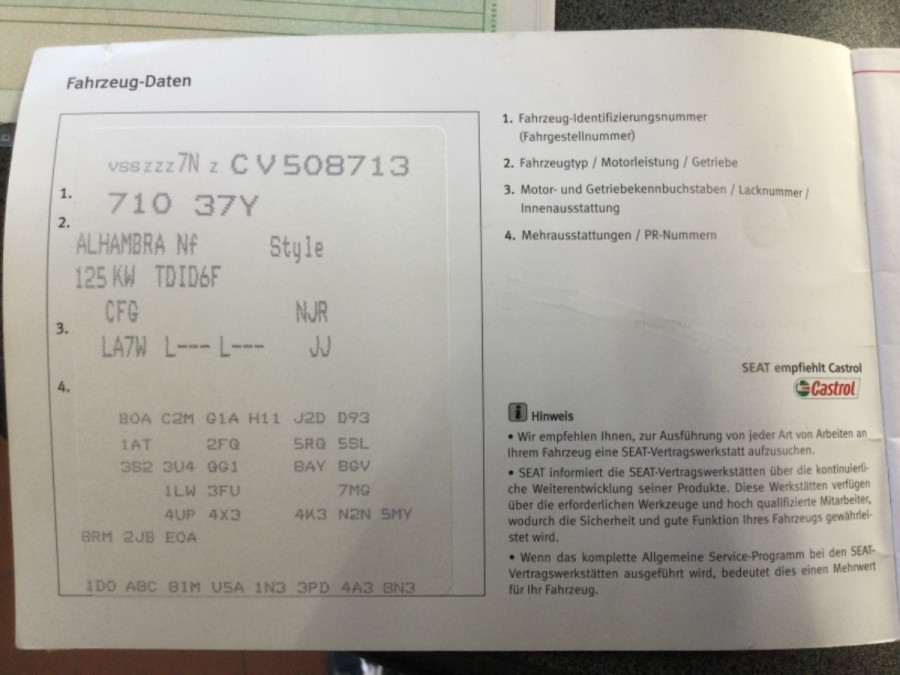 Fahrzeug-Daten
vsszzz7N z CV508713
1.
710 37Y
2.
ALHAMBRA Nf Style
125 KW TDID6F
CFG NJR
3.
LA7W L--- L--- JJ
4.
BOA C2M G1A H11 J2D D93
1AT 2FQ 5RQ 5SL
3S2 3U4 QG1 BAY BGV
1LW 3FU 7MG
4UP 4X3 4K3 N2N 5MY
8RM 2JB EOA
1DO A8C 8IM U5A 1N3 3PD 4A3 8N3
1. Fahrzeug-Identifizierungsnummer
(Fahrgestellnummer)
2. Fahrzeugtyp / Motorleistung / Getriebe
3. Motor- und Getriebekennbuchstaben / Lacknummer /
Innenausstattung
4. Mehrausstattungen / PR-Nummern
SEAT empfiehlt Castrol
Castrol
i Hinweis
• Wir empfehlen Ihnen, zur Ausführung von jeder Art von Arbeiten an
Ihrem Fahrzeug eine SEAT-Vertragswerkstatt aufzusuchen.
• SEAT informiert die SEAT-Vertragswerkstätten über die kontinuierli-
che Weiterentwicklung seiner Produkte. Diese Werkstätten verfügen
über die erforderlichen Werkzeuge und hoch qualifizierte Mitarbeiter,
wodurch die Sicherheit und gute Funktion Ihres Fahrzeugs gewährlei-
stet wird.
• Wenn das komplette Allgemeine Service-Programm bei den SEAT-
Vertragswerkstätten ausgeführt wird, bedeutet dies einen Mehrwert
für Ihr Fahrzeug.